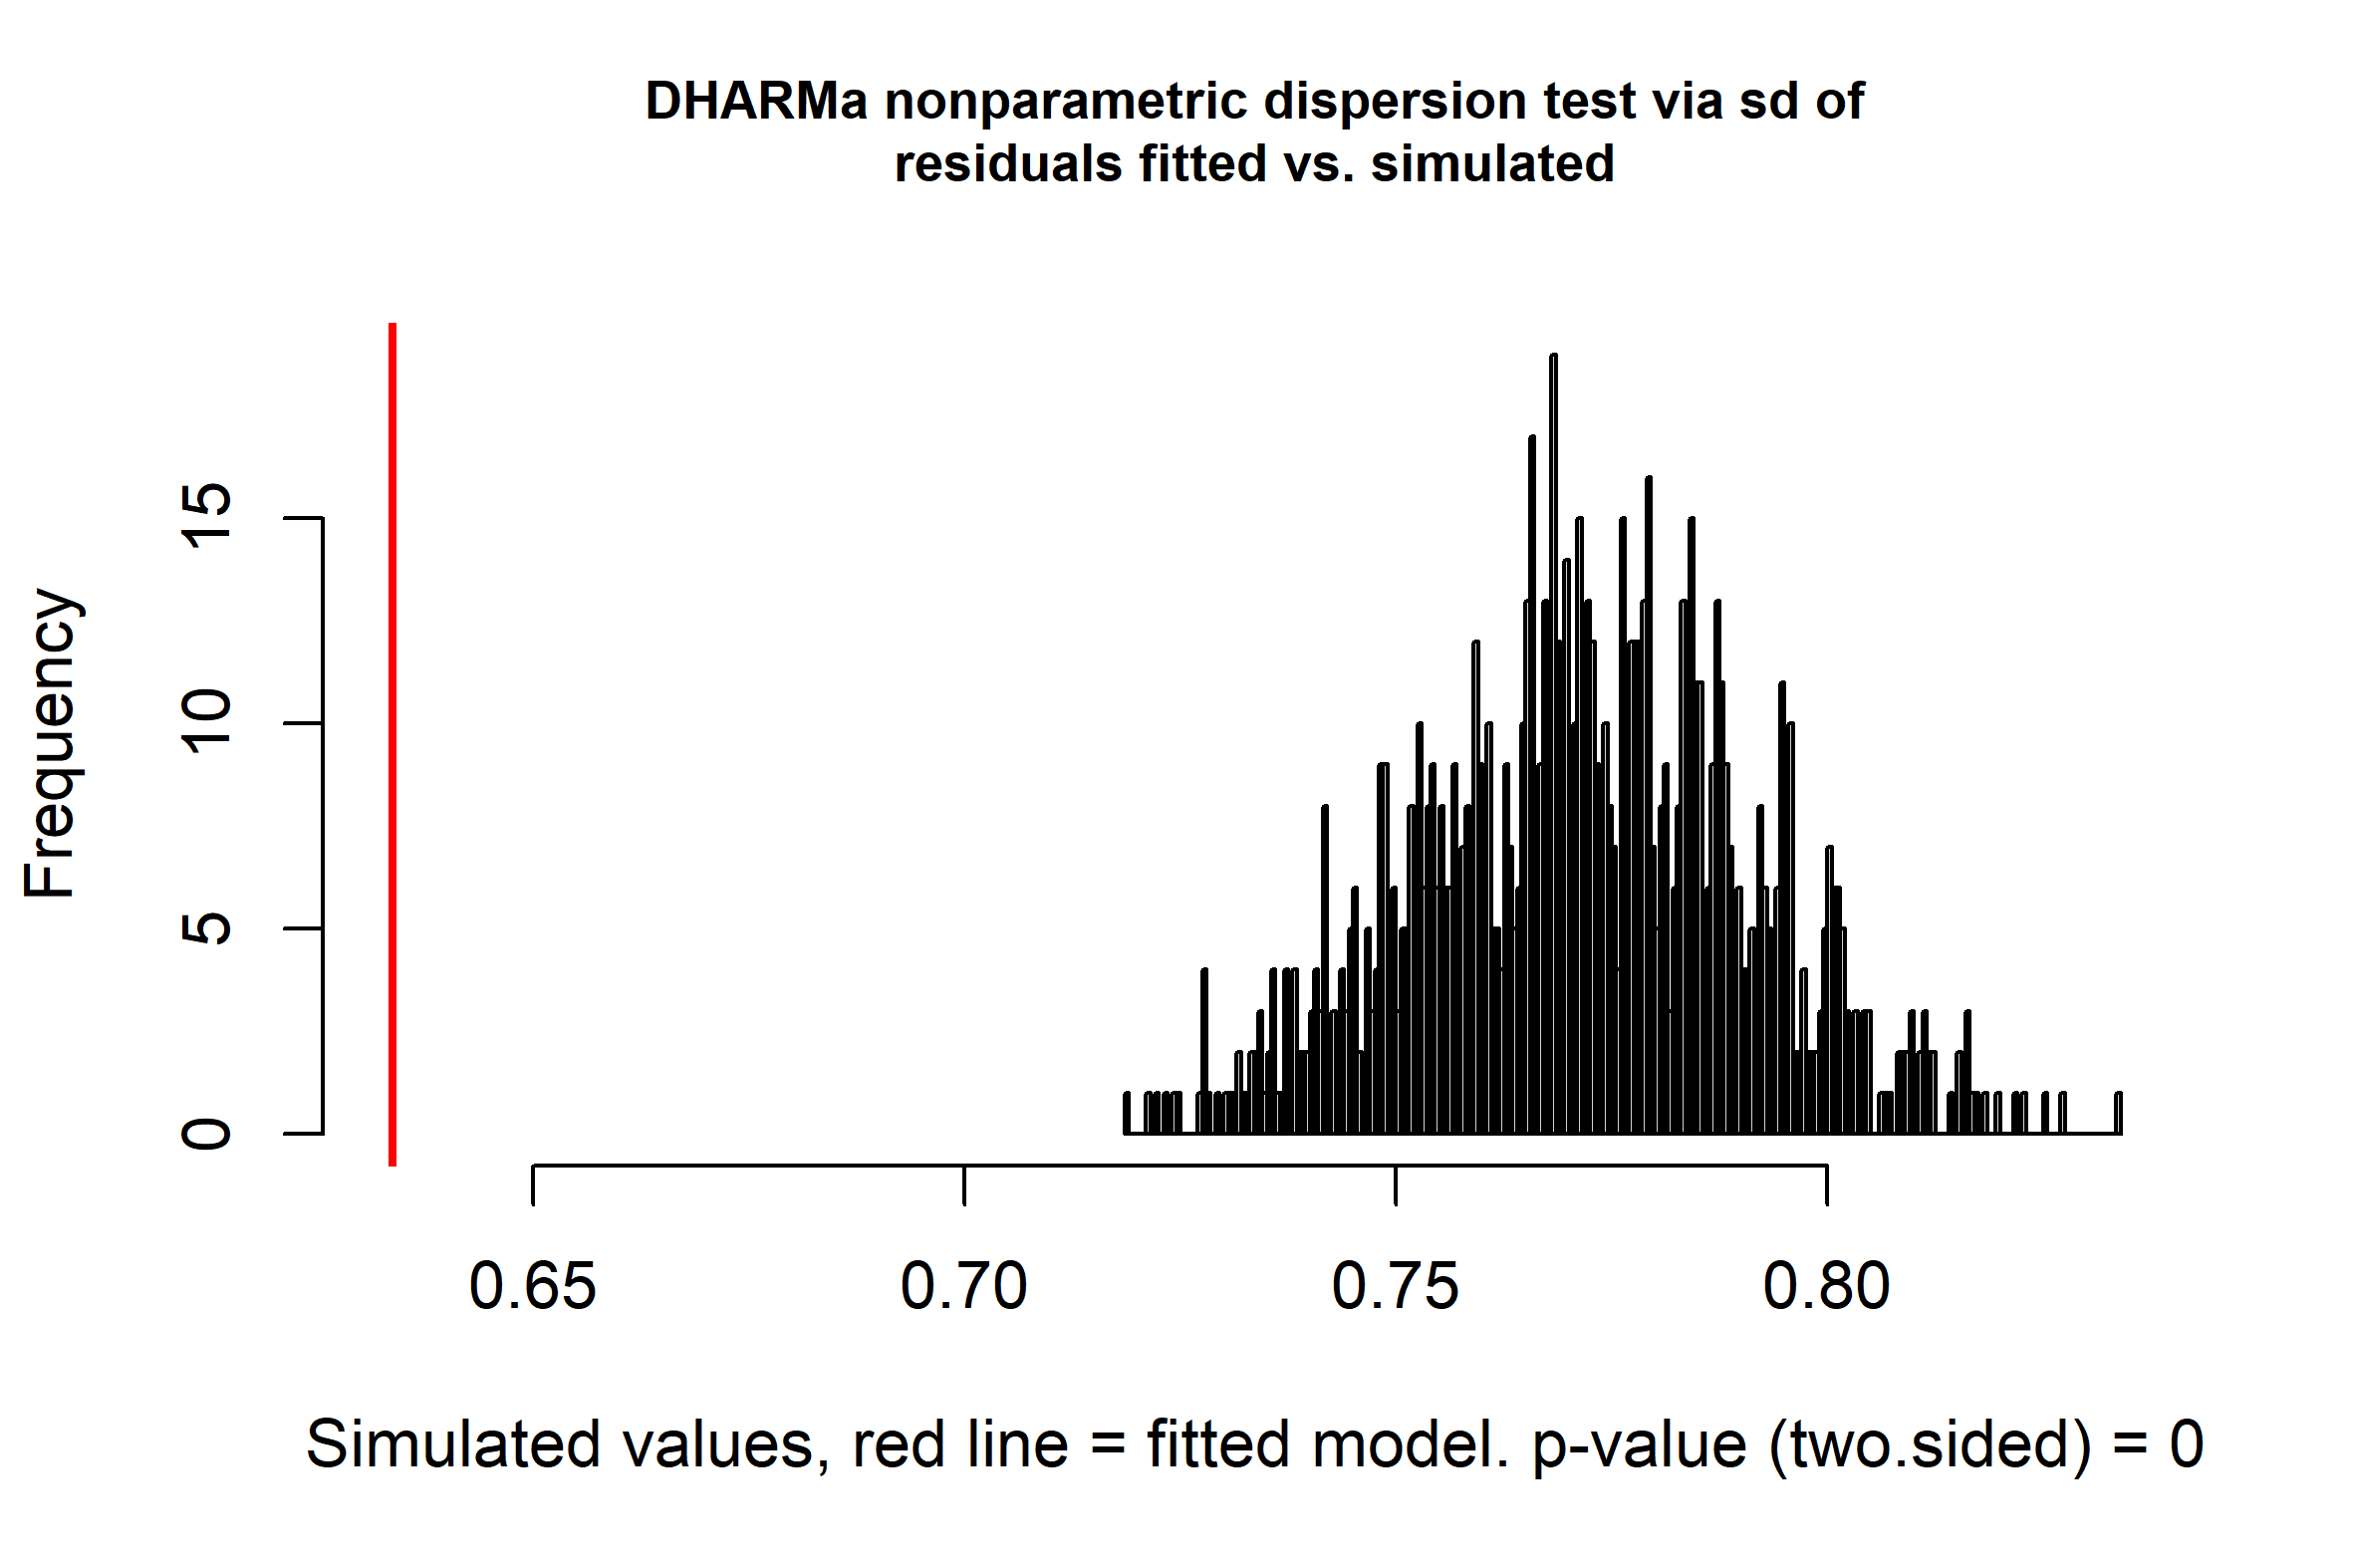 DHARMa nonparametric dispersion test via sd of
residuals fitted vs. simulated
Frequency
15
10
5
0
0.65 0.70 0.75 0.80
Simulated values, red line = fitted model. p-value (two.sided) = 0